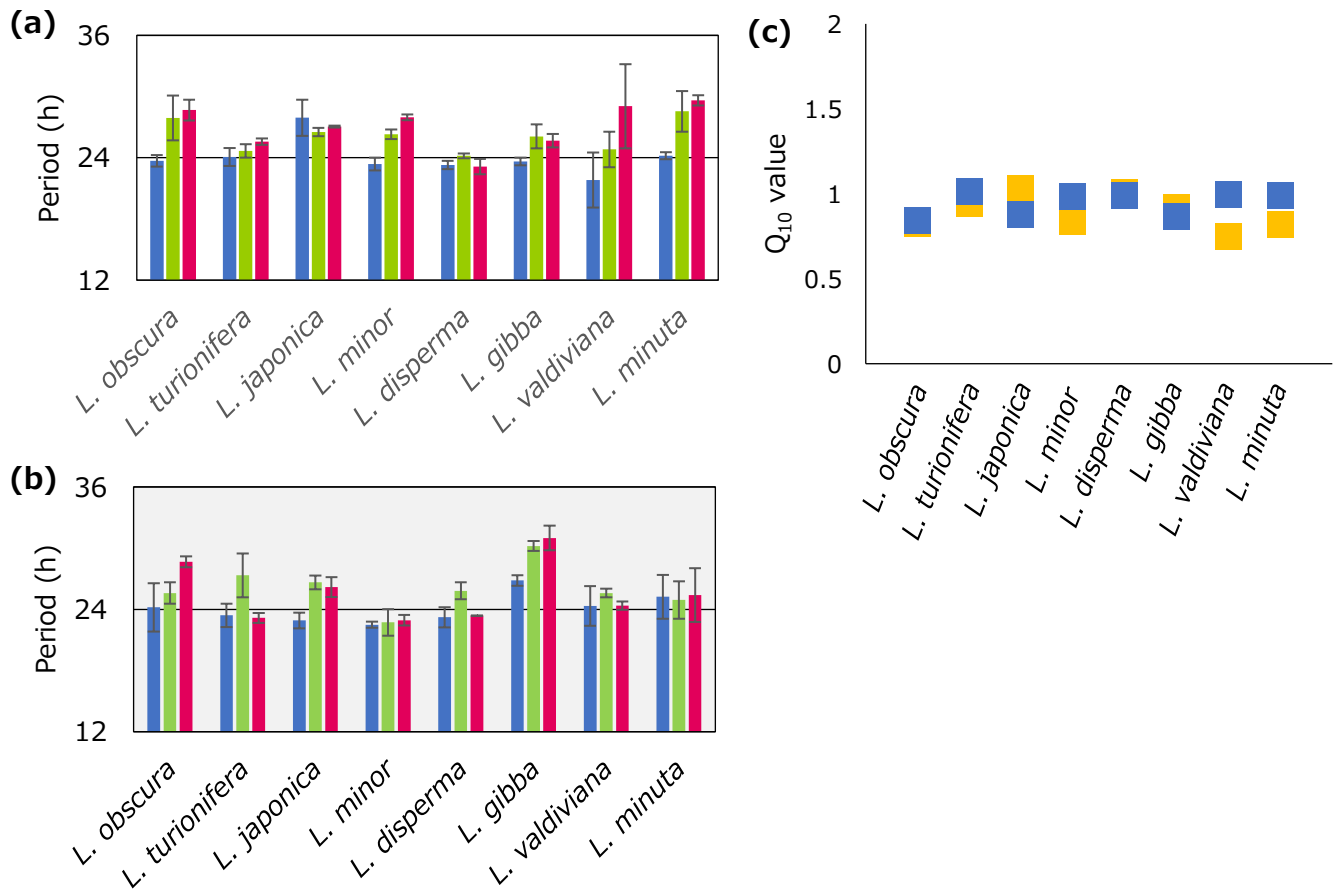 (a)
36
24
12
Period (h)
L. obscura
L. turionifera
L. japonica
L. minor
L. disperma
L. gibba
L. valdiviana
L. minuta
(b)
36
24
12
Period (h)
L. obscura
L. turionifera
L. japonica
L. minor
L. disperma
L. gibba
L. valdiviana
L. minuta
(c)
2
1.5
1
0.5
0
Q10 value
L. obscura
L. turionifera
L. japonica
L. minor
L. disperma
L. gibba
L. valdiviana
L. minuta